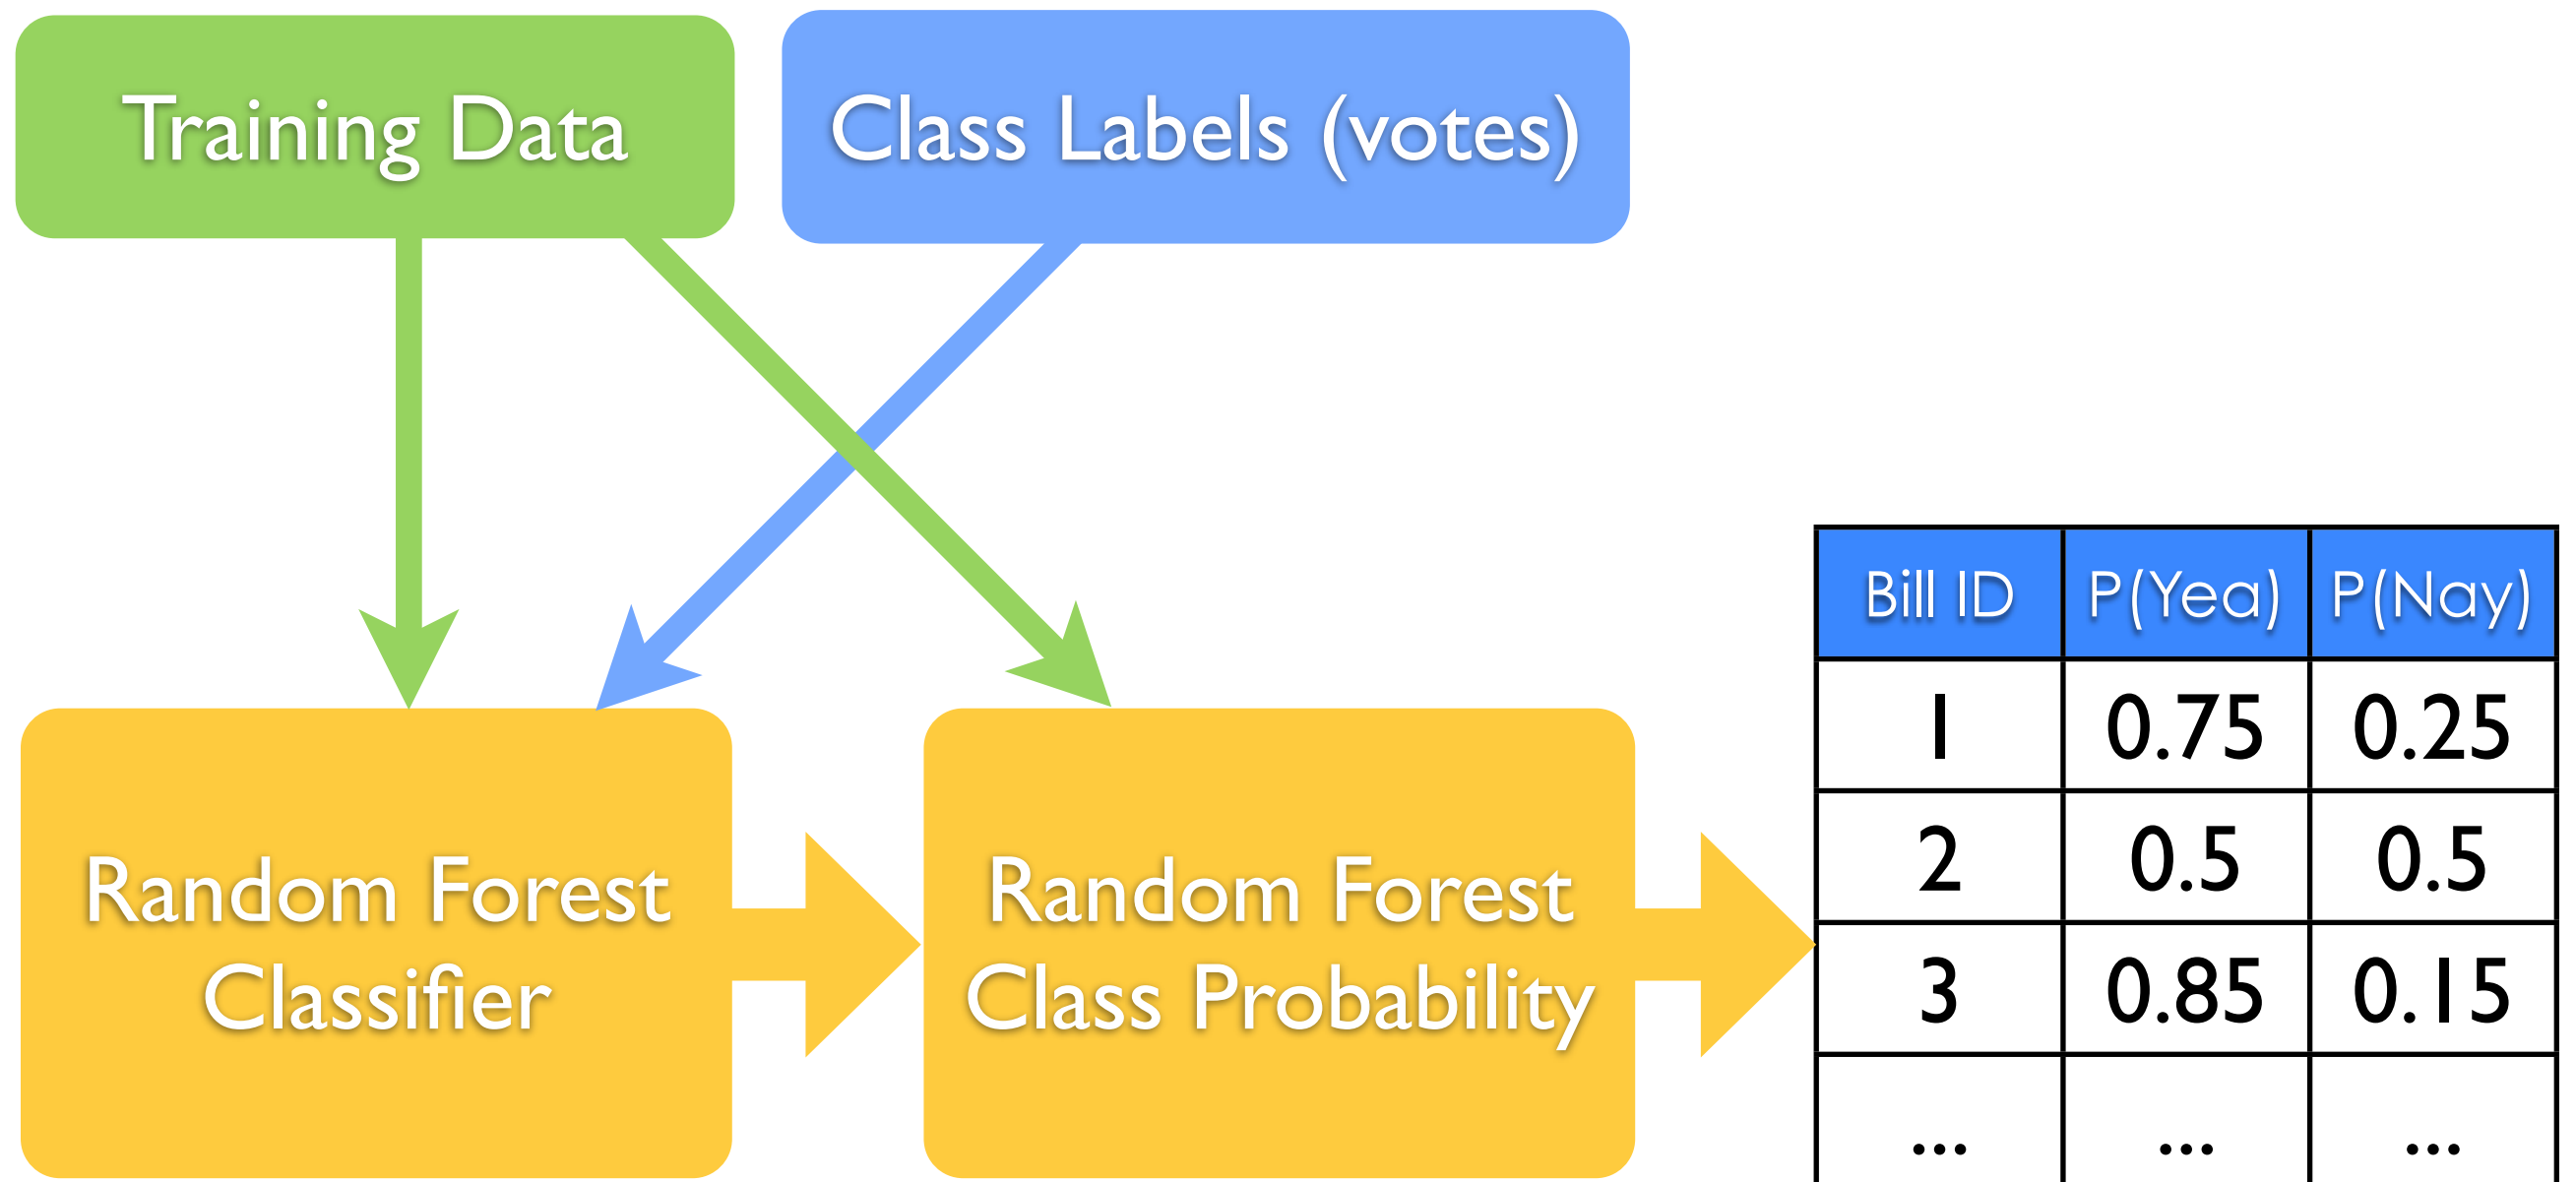 Training Data
Class Labels (votes)
Random Forest
Classifier
Random Forest
Class Probability
Bill ID P(Yea) P(Nay)
1 0.75 0.25
2 0.5 0.5
3 0.85 0.15
... ... ...